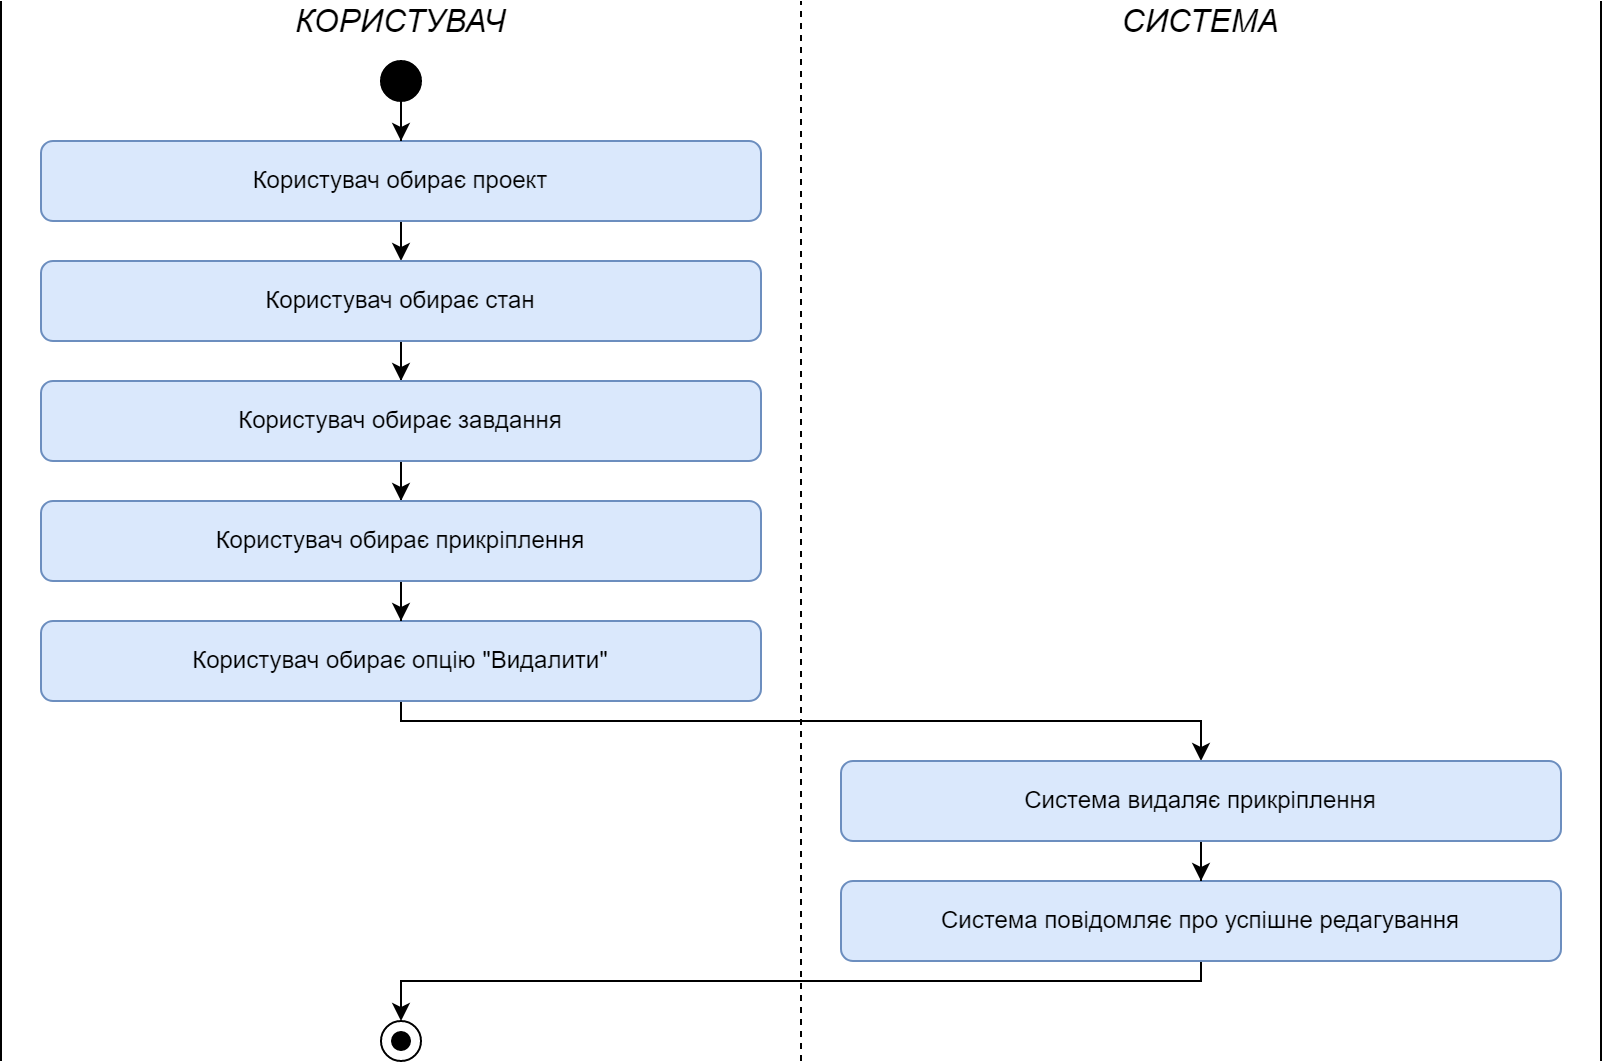 КОРИСТУВАЧ
СИСТЕМА
Користувач обирає проект
Користувач обирає стан
Користувач обирає завдання
Користувач обирає прикріплення
Користувач обирає опцію "Видалити"
Система видаляє прикріплення
Система повідомляє про успішне редагування